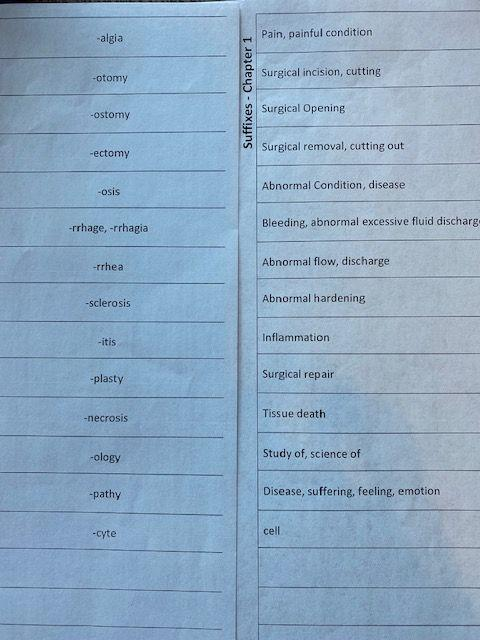 Suffixes - Chapter 1
-algia Pain, painful condition
-otomy Surgical incision, cutting
-ostomy Surgical Opening
-ectomy Surgical removal, cutting out
-osis Abnormal Condition, disease
-rrhage, -rrhagia Bleeding, abnormal excessive fluid discharge
-rrhea Abnormal flow, discharge
-sclerosis Abnormal hardening
-itis Inflammation
-plasty Surgical repair
-necrosis Tissue death
-ology Study of, science of
-pathy Disease, suffering, feeling, emotion
-cyte cell